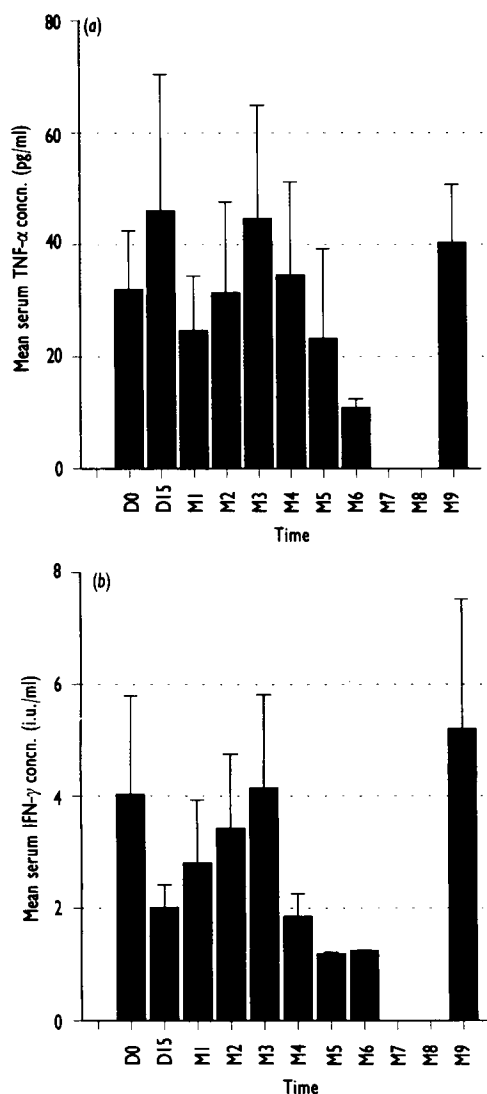 (a)
Mean serum TNF-α concn. (pg/ml)
80
60
40
20
0
D0 D15 M1 M2 M3 M4 M5 M6 M7 M8 M9
Time
(b)
Mean serum IFN-γ concn. (i.u./ml)
8
6
4
2
0
D0 D15 M1 M2 M3 M4 M5 M6 M7 M8 M9
Time